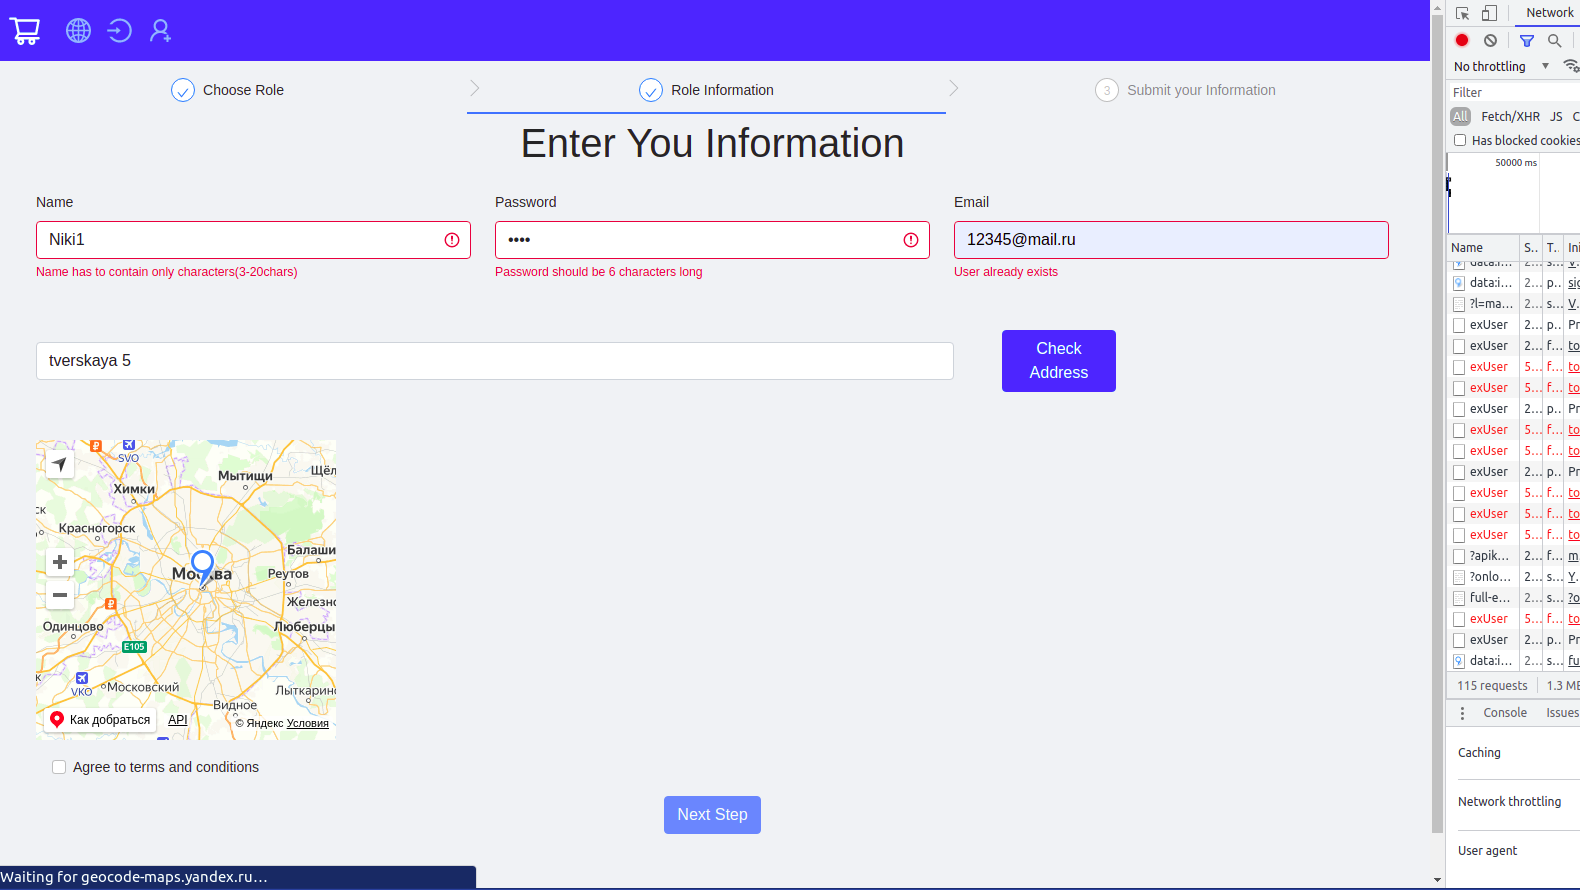 Choose Role
Role Information
3 Submit your Information
Enter You Information
Name
Password
Email
Niki1
••••
12345@mail.ru
Name has to contain only characters(3-20chars)
Password should be 6 characters long
User already exists
tverskaya 5
Check Address
SVO
Щёл
Мытищи
Химки
ск
Красногорск
Балаши
Москва
Реутов
Железно
Одинцово
Люберцы
E105
VKO
Московский
Лыткарино
Видное
Как добраться
API
© Яндекс Условия
Agree to terms and conditions
Next Step
Waiting for geocode-maps.yandex.ru…
Network
No throttling
Filter
All Fetch/XHR JS C
Has blocked cookies
50000 ms
Name S.. T.. Ini
data:i... 2... s... V.
data:i... 2... p... sig
?l=ma... 2... s... V.
exUser 2... p... Pr
exUser 2... f... to
exUser 5... f... to
exUser 5... f... to
exUser 2... p... Pr
exUser 5... f... to
exUser 5... f... to
exUser 2... p... Pr
exUser 5... f... to
exUser 5... f... to
exUser 5... f... to
?apik... 2... f... m.
?onlo... 2... s... Y.
full-e... 2... s... ?o
exUser 5... f... to
exUser 2... p... Pr
data:i... 2... s... fu
115 requests 1.3 ME
Console Issues
Caching
Network throttling
User agent